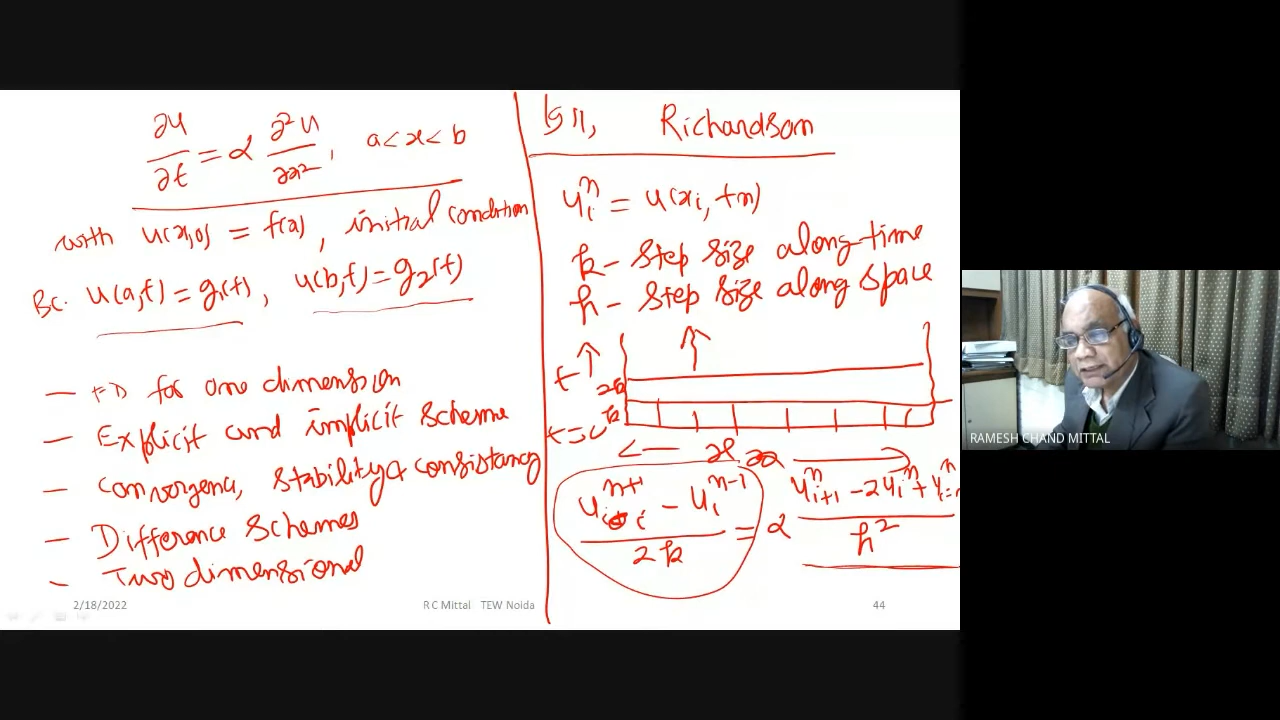 ∂u/∂t = α ∂²u/∂x², a < x < b
with u(x,0) = f(x), initial condition
BC. u(a,t) = g₁(t), u(b,t) = g₂(t)
— FD for one dimension
— Explicit and implicit scheme
— Convergena, stability & consistancy
— Difference Schemes
— Two dimensional
Richardson
uᵢⁿ = u(xᵢ, tn)
k – step size along time
h – step size along space
t ↑
2k
k
t=0
← x →
(uᵢⁿ⁺¹ – uᵢⁿ⁻¹)/2k = α (uᵢ₊₁ⁿ – 2uᵢⁿ + uᵢ₋₁ⁿ)/h²
2/18/2022
R C Mittal TEW Noida
44
RAMESH CHAND MITTAL